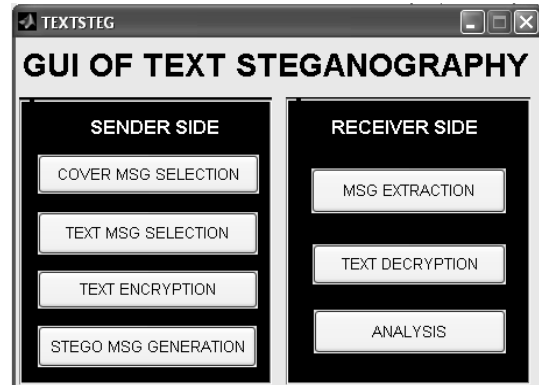 TEXTSTEG
GUI OF TEXT STEGANOGRAPHY
SENDER SIDE
COVER MSG SELECTION
TEXT MSG SELECTION
TEXT ENCRYPTION
STEGO MSG GENERATION
RECEIVER SIDE
MSG EXTRACTION
TEXT DECRYPTION
ANALYSIS